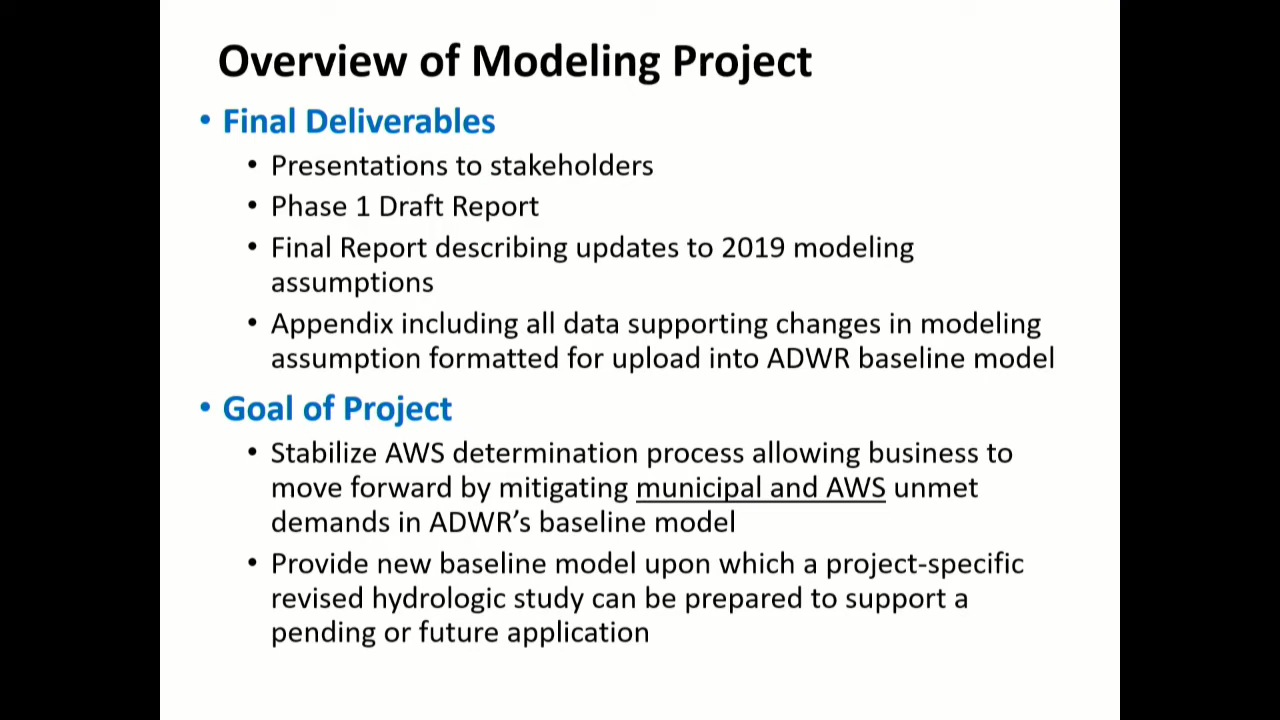 Overview of Modeling Project
• Final Deliverables
• Presentations to stakeholders
• Phase 1 Draft Report
• Final Report describing updates to 2019 modeling
assumptions
• Appendix including all data supporting changes in modeling
assumption formatted for upload into ADWR baseline model
• Goal of Project
• Stabilize AWS determination process allowing business to
move forward by mitigating municipal and AWS unmet
demands in ADWR’s baseline model
• Provide new baseline model upon which a project-specific
revised hydrologic study can be prepared to support a
pending or future application